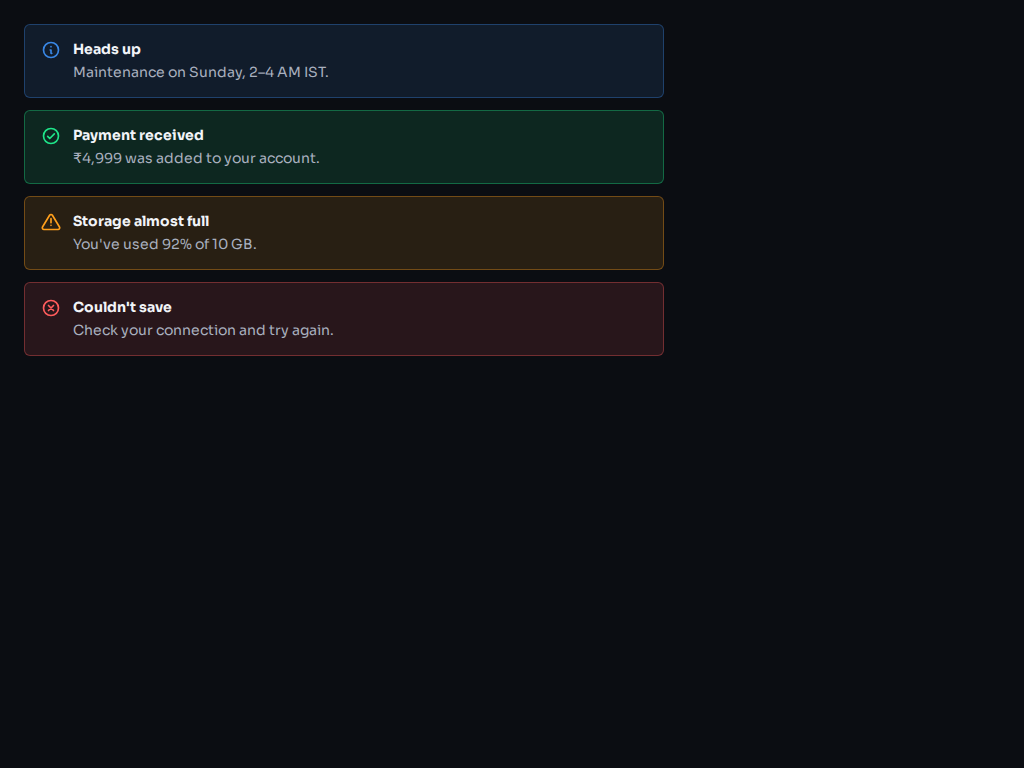 Heads up
Maintenance on Sunday, 2–4 AM IST.
Payment received
₹4,999 was added to your account.
Storage almost full
You've used 92% of 10 GB.
Couldn't save
Check your connection and try again.